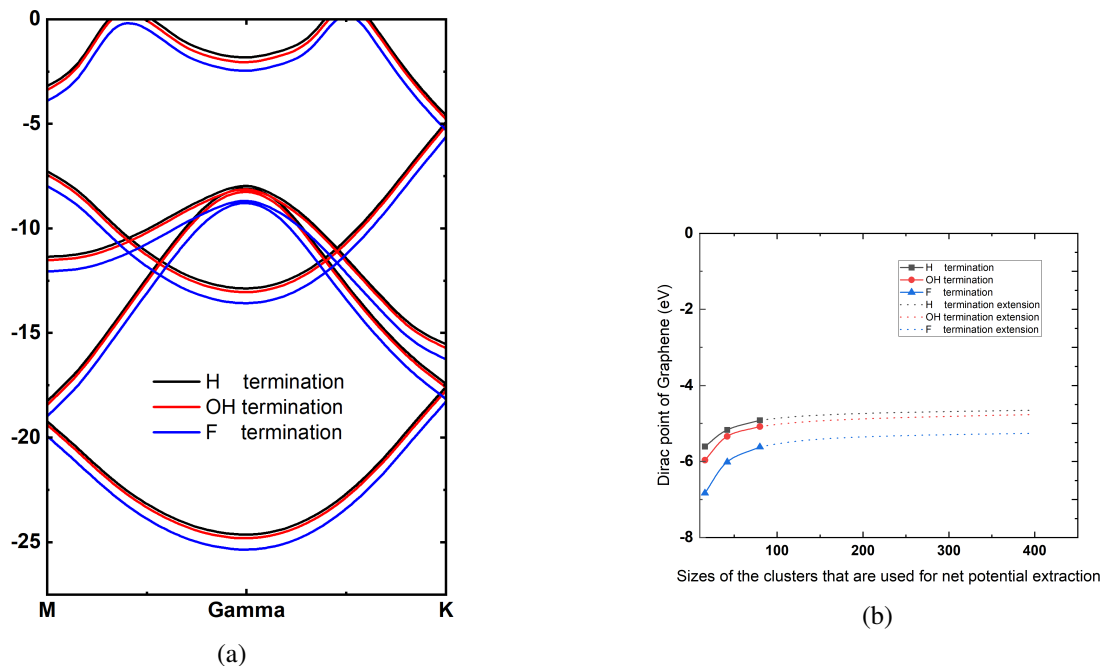 0
-5
-10
-15
-20
-25
H termination
OH termination
F termination
M Gamma K
(a)
Dirac point of Graphene (eV)
0
-2
-4
-6
-8
H termination
OH termination
F termination
H termination extension
OH termination extension
F termination extension
100 200 300 400
Sizes of the clusters that are used for net potential extraction
(b)